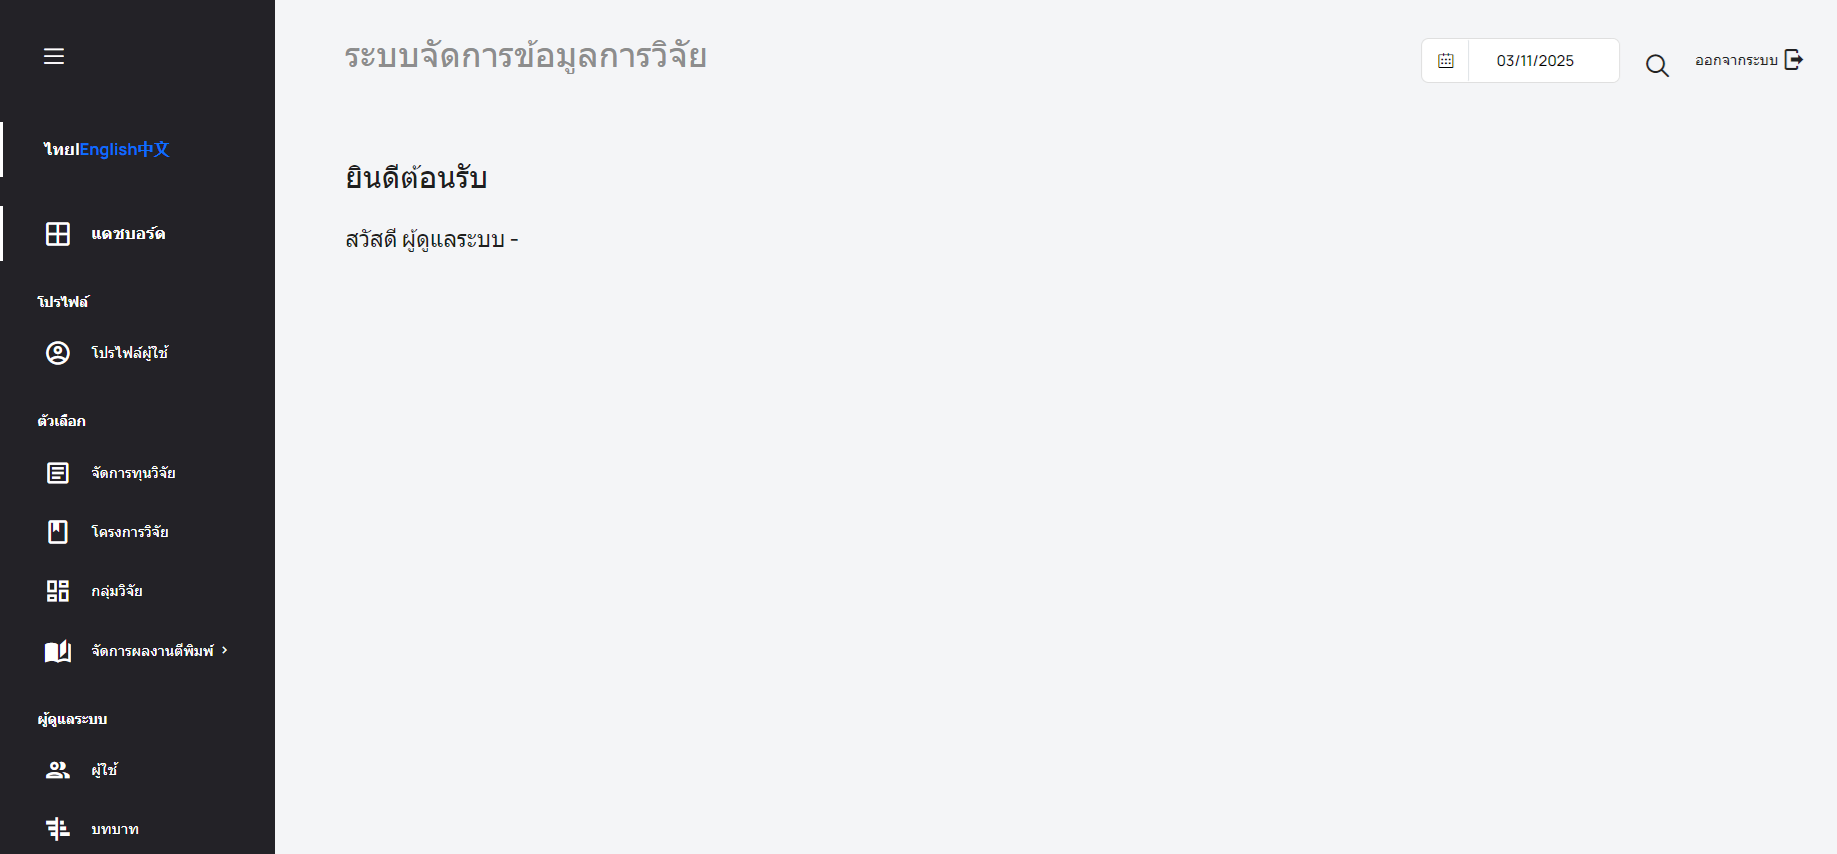 ระบบจัดการข้อมูลการวิจัย
03/11/2025
ออกจากระบบ
ไทย|English中文
แดชบอร์ด
โปรไฟล์
โปรไฟล์ผู้ใช้
ตัวเลือก
จัดการทุนวิจัย
โครงการวิจัย
กลุ่มวิจัย
จัดการผลงานตีพิมพ์
ผู้ดูแลระบบ
ผู้ใช้
บทบาท
ยินดีต้อนรับ
สวัสดี ผู้ดูแลระบบ -